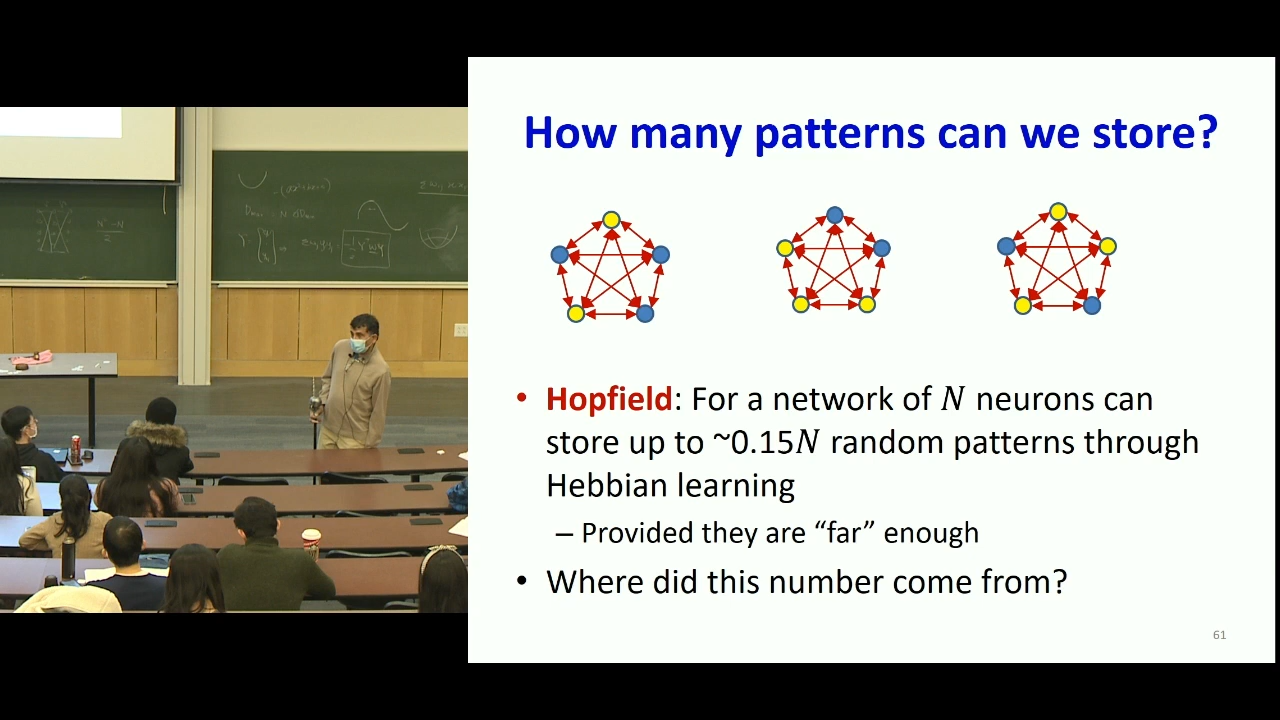 How many patterns can we store?
• Hopfield: For a network of N neurons can
store up to ~0.15N random patterns through
Hebbian learning
– Provided they are “far” enough
• Where did this number come from?
61